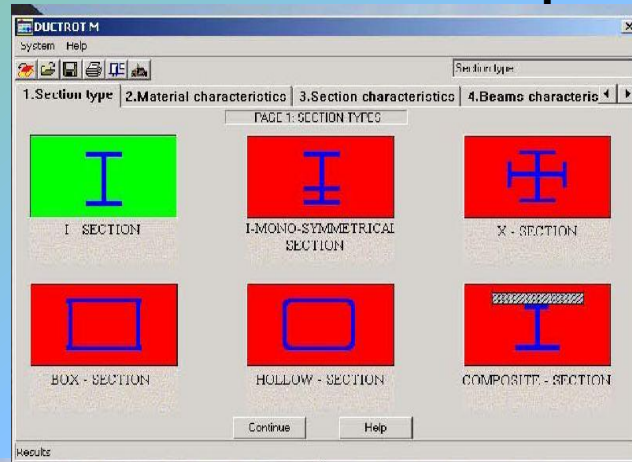 DUCTROT M
System Help
Section type
1.Section type 2.Material characteristics 3.Section characteristics 4.Beams characteris
PAGE 1: SECTION TYPES
I SECTION
I-MONO-SYMMETRICAL
SECTION
X - SECTION
BOX - SECTION
HOLLOW - SECTION
COMPOSITE - SECTION
Continue Help
Results